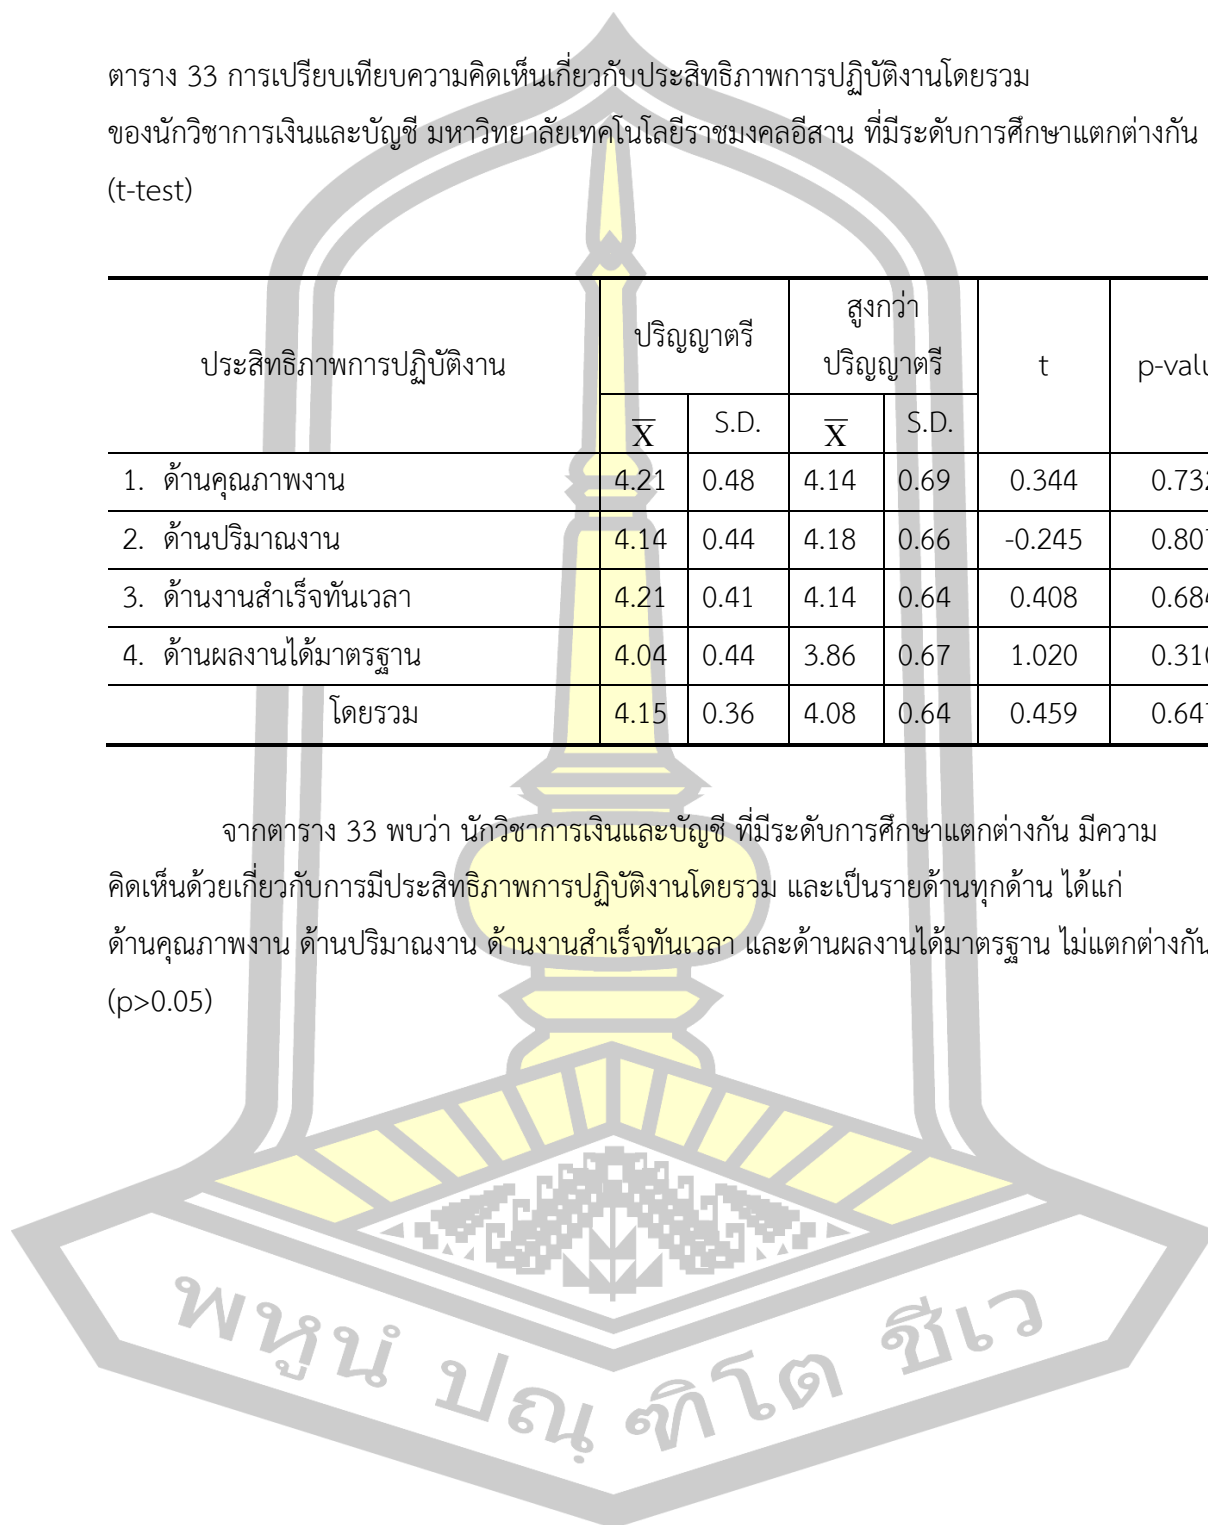 ตาราง 33 การเปรียบเทียบความคิดเห็นเกี่ยวกับประสิทธิภาพการปฏิบัติงานโดยรวม
ของนักวิชาการเงินและบัญชี มหาวิทยาลัยเทคโนโลยีราชมงคลอีสาน ที่มีระดับการศึกษาแตกต่างกัน
(t-test)
ประสิทธิภาพการปฏิบัติงาน ปริญญาตรี สูงกว่า
ปริญญาตรี t
X̅ S.D. X̅ S.D.
1. ด้านคุณภาพงาน 4.21 0.48 4.14 0.69 0.344 0.732
2. ด้านปริมาณงาน 4.14 0.44 4.18 0.66 -0.245 0.807
3. ด้านงานสำเร็จทันเวลา 4.21 0.41 4.14 0.64 0.408 0.684
4. ด้านผลงานได้มาตรฐาน 4.04 0.44 3.86 0.67 1.020 0.310
โดยรวม 4.15 0.36 4.08 0.64 0.459 0.647
จากตาราง 33 พบว่า นักวิชาการเงินและบัญชี ที่มีระดับการศึกษาแตกต่างกัน มีความ
คิดเห็นด้วยเกี่ยวกับการมีประสิทธิภาพการปฏิบัติงานโดยรวม และเป็นรายด้านทุกด้าน ได้แก่
ด้านคุณภาพงาน ด้านปริมาณงาน ด้านงานสำเร็จทันเวลา และด้านผลงานได้มาตรฐาน ไม่แตกต่างกัน
(p>0.05)
พหูนํ ปณฺฑิโต ชีเว